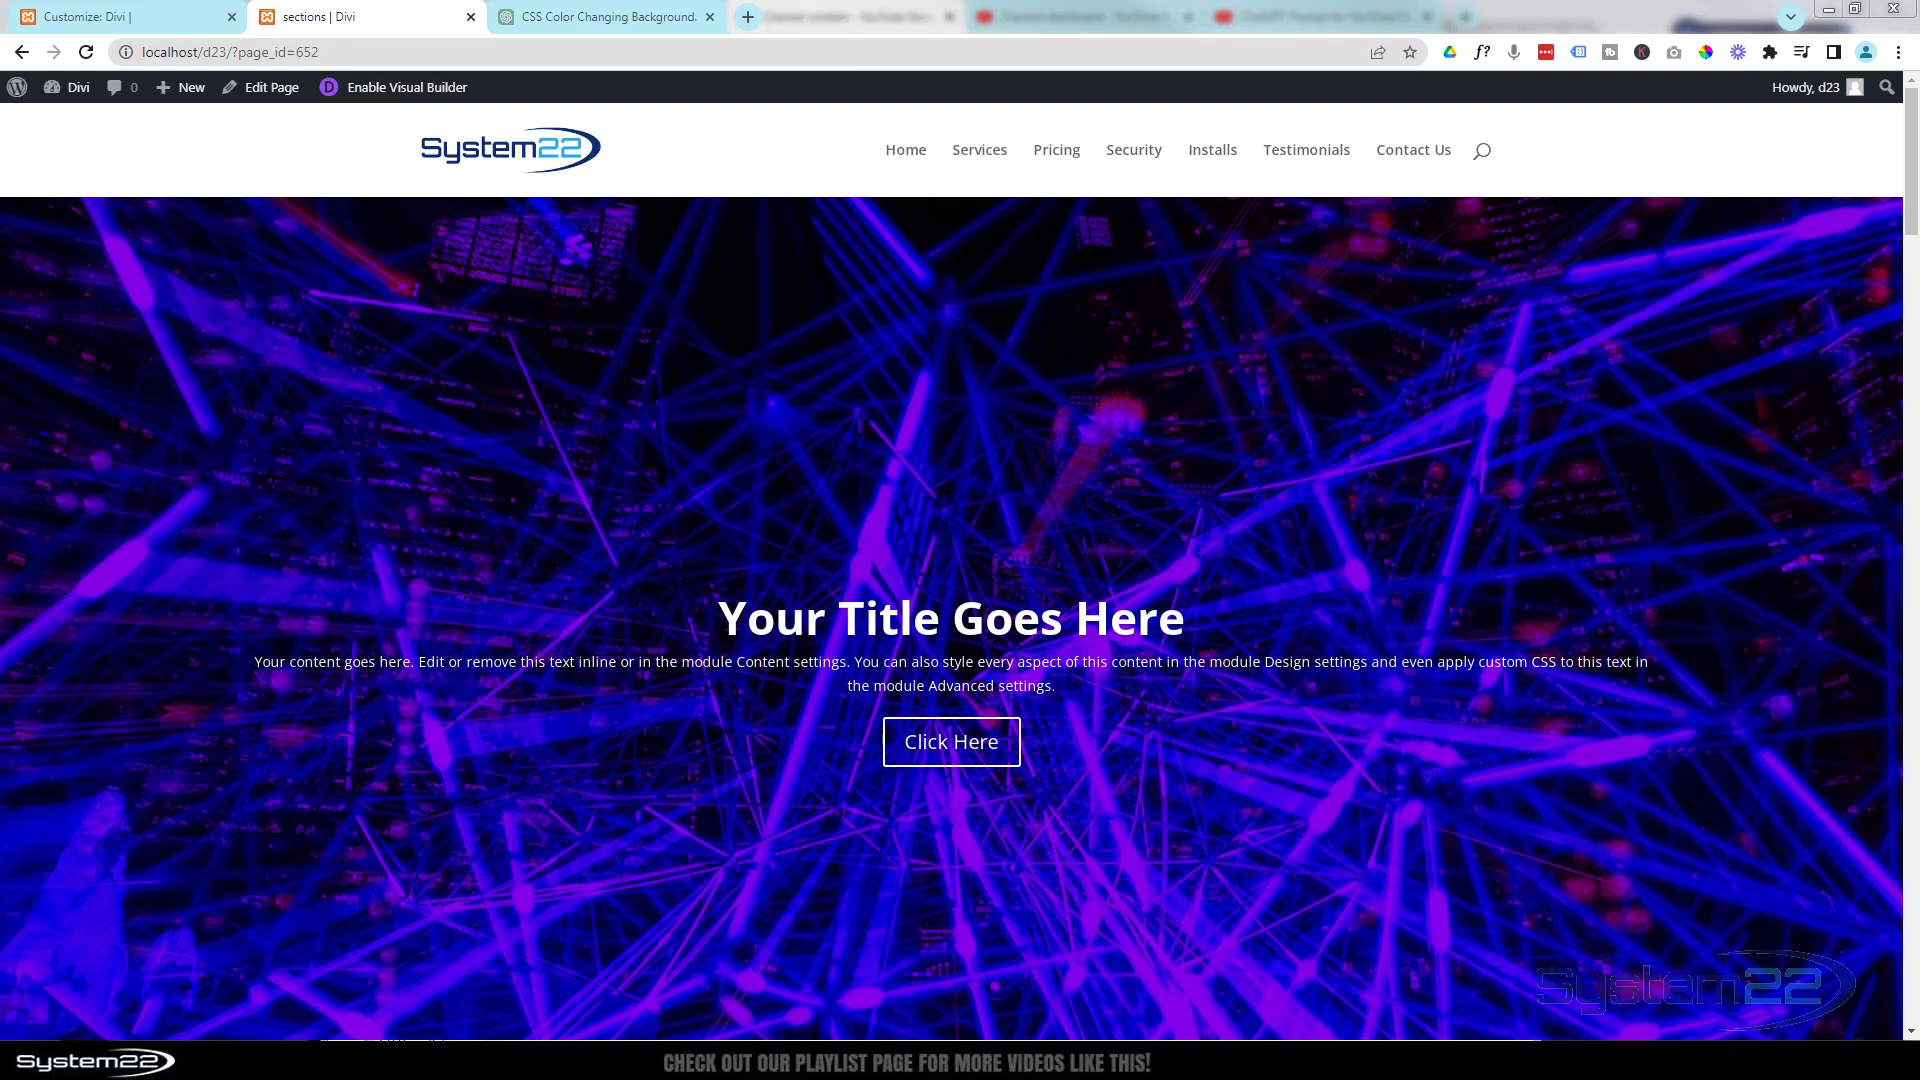 Customize: Divi |
sections | Divi
CSS Color Changing Background.
localhost/d23/?page_id=652
Divi
0
New
Edit Page
D
Enable Visual Builder
Howdy, d23
System22
Home
Services
Pricing
Security
Installs
Testimonials
Contact Us
Your Title Goes Here
Your content goes here. Edit or remove this text inline or in the module Content settings. You can also style every aspect of this content in the module Design settings and even apply custom CSS to this text in
the module Advanced settings.
Click Here
System22
System22
CHECK OUT OUR PLAYLIST PAGE FOR MORE VIDEOS LIKE THIS!